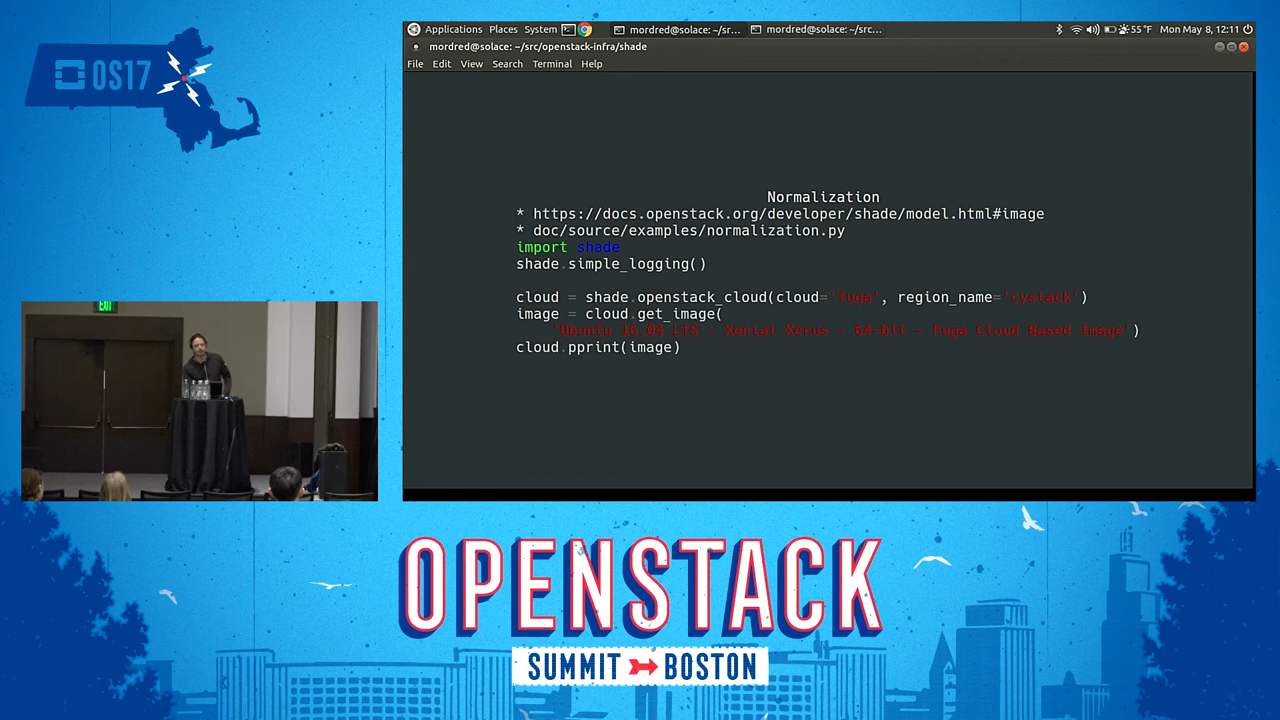 OS17
Applications Places System mordred@solace: ~/sr... mordred@solace: ~/src... 55 °F Mon May 8, 12:11
mordred@solace: ~/src/openstack-infra/shade
File Edit View Search Terminal Help
Normalization
* https://docs.openstack.org/developer/shade/model.html#image
* doc/source/examples/normalization.py
import shade
shade.simple_logging()
cloud = shade.openstack_cloud(cloud='fuga', region_name='cystack')
image = cloud.get_image(
'Ubuntu 16.04 LTS - Xenial Xerus - 64-bit - Fuga Cloud Based Image')
cloud.pprint(image)
EXIT
OPENSTACK
SUMMIT BOSTON